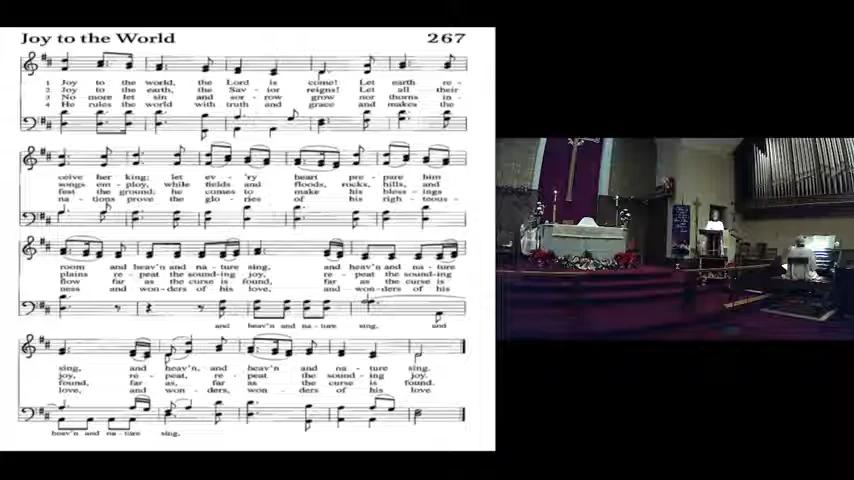 Joy to the World 267
1 Joy to the world, the Lord is come! Let earth re-
2 Joy to the earth, the Sav-ior reigns! Let all their
3 No more let sin and sor-row grow nor thorns in-
4 He rules the world with truth and grace and makes the
ceive her king; let ev-'ry heart pre-pare him
songs em-ploy, while fields and floods, rocks, hills, and
fest the ground; he comes to make his bless-ings
na-tions prove the glo-ries of his right-teous-
room and heav'n and na-ture sing, and heav'n and na-ture
plains re-peat the sound-ing joy, re-peat the sound-ing
flow far as the curse is found, far as the curse is
ness and won-ders of his love, and won-ders of his
and heav'n and na-ture sing, and
sing, and heav'n, and heav'n and na-ture sing.
joy, re-peat, re-peat the sound-ing joy.
found, far as, far as the curse is found.
love, and won-ders, won-ders of his love.
heav'n and na-ture sing,